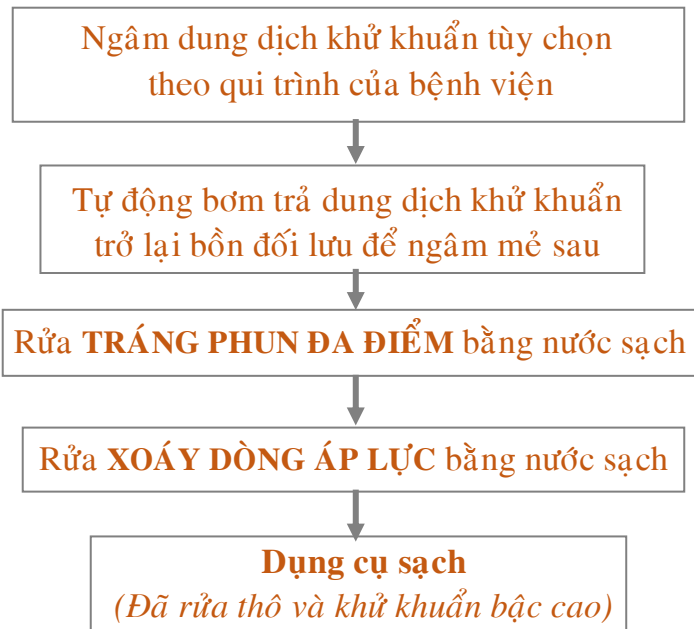 Ngâm dung dịch khử khuẩn tùy chọn
theo qui trình của bệnh viện
Tự động bơm trả dung dịch khử khuẩn
trở lại bồn đối lưu để ngâm mẻ sau
Rửa TRÁNG PHUN ĐA ĐIỂM bằng nước sạch
Rửa XOÁY DÒNG ÁP LỰC bằng nước sạch
Dụng cụ sạch
(Đã rửa thô và khử khuẩn bậc cao)